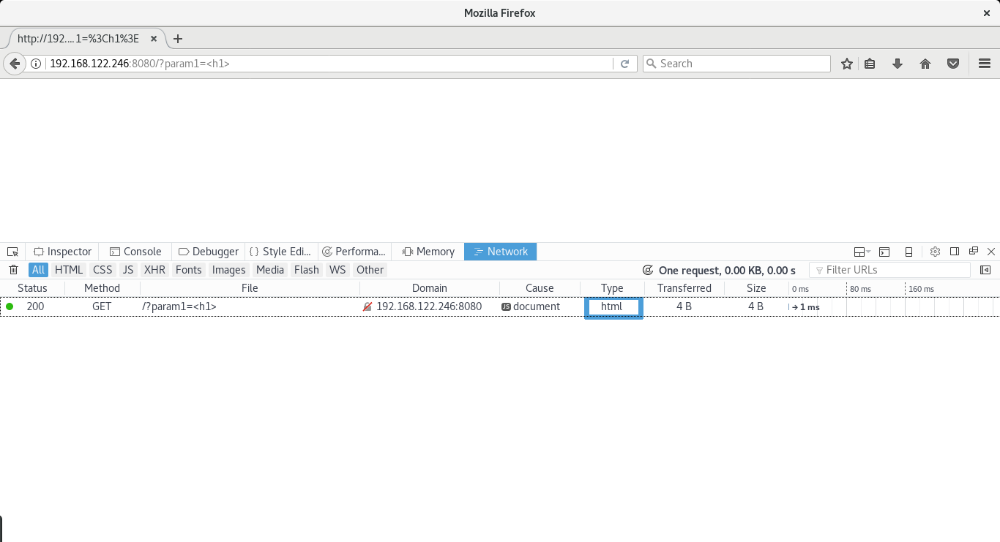 Mozilla Firefox
http://192.... 1=%3Ch1%3E
192.168.122.246:8080/?param1=<h1>
Search
Inspector Console Debugger { } Style Edi... Performa... Memory Network
All HTML CSS JS XHR Fonts Images Media Flash WS Other One request, 0.00 KB, 0.00 s Filter URLs
Status Method File Domain Cause Type Transferred Size 0 ms 80 ms 160 ms
200 GET /?param1=<h1> 192.168.122.246:8080 JS document html 4 B 4 B → 1 ms